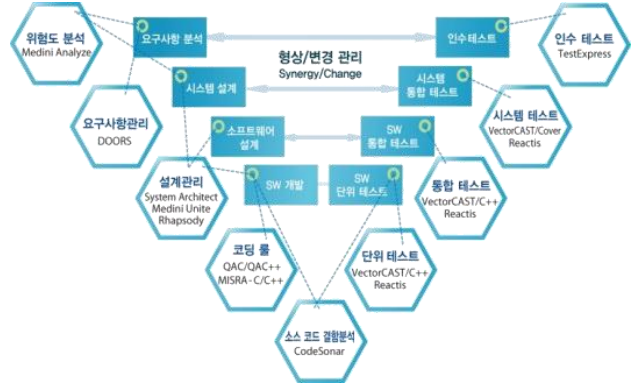 위험도 분석
Medini Analyze
요구사항 분석
인수테스트
인수 테스트
TestExpress
형상/변경 관리
Synergy/Change
시스템 설계
시스템
통합 테스트
요구사항관리
DOORS
시스템 테스트
VectorCAST/Cover
Reactis
소프트웨어
설계
SW
통합 테스트
설계관리
System Architect
Medini Unite
Rhapsody
SW 개발
SW
단위 테스트
통합 테스트
VectorCAST/C++
Reactis
코딩 룰
QAC/QAC++
MISRA-C/C++
단위 테스트
VectorCAST/C++
Reactis
소스 코드 결함분석
CodeSonar